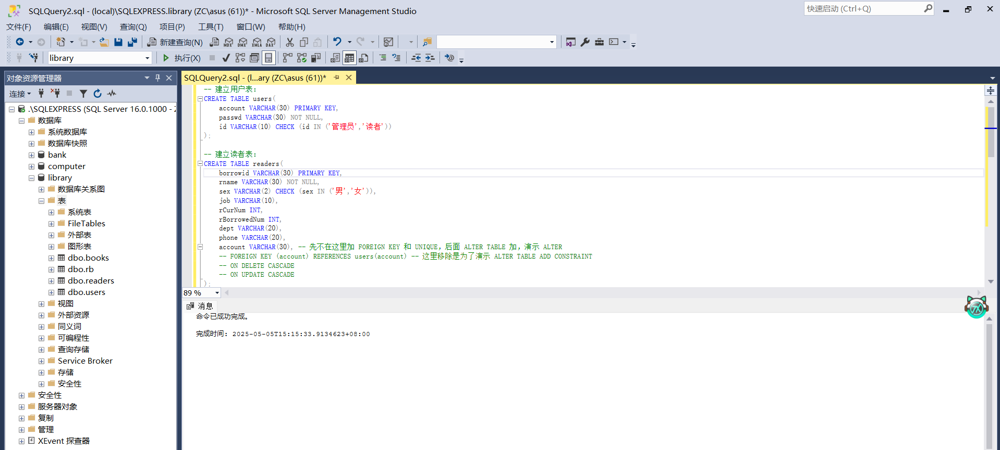 SQLQuery2.sql - (local)\SQLEXPRESS.library (ZC\asus (61))* - Microsoft SQL Server Management Studio
快速启动 (Ctrl+Q)
文件(F) 编辑(E) 视图(V) 查询(Q) 项目(P) 工具(T) 窗口(W) 帮助(H)
新建查询(N) MDX DMX XMLA DAX
library 执行(X)
对象资源管理器
连接
.\SQLEXPRESS (SQL Server 16.0.1000 -
数据库
系统数据库
数据库快照
bank
computer
library
数据库关系图
表
系统表
FileTables
外部表
图形表
dbo.books
dbo.rb
dbo.readers
dbo.users
视图
外部资源
同义词
可编程性
查询存储
Service Broker
存储
安全性
安全性
服务器对象
复制
管理
XEvent 探查器
SQLQuery2.sql - (l...ary (ZC\asus (61))*
-- 建立用户表:
CREATE TABLE users(
account VARCHAR(30) PRIMARY KEY,
passwd VARCHAR(30) NOT NULL,
id VARCHAR(10) CHECK (id IN ('管理员','读者'))
);
-- 建立读者表:
CREATE TABLE readers(
borrowid VARCHAR(30) PRIMARY KEY,
rname VARCHAR(30) NOT NULL,
sex VARCHAR(2) CHECK (sex IN ('男','女')),
job VARCHAR(10),
rCurNum INT,
rBorrowedNum INT,
dept VARCHAR(20),
phone VARCHAR(20),
account VARCHAR(30), -- 先不在这里加 FOREIGN KEY 和 UNIQUE，后面 ALTER TABLE 加，演示 ALTER
-- FOREIGN KEY (account) REFERENCES users(account) -- 这里移除是为了演示 ALTER TABLE ADD CONSTRAINT
-- ON DELETE CASCADE
-- ON UPDATE CASCADE
);
89 %
消息
命令已成功完成。
完成时间: 2025-05-05T15:15:33.9134623+08:00